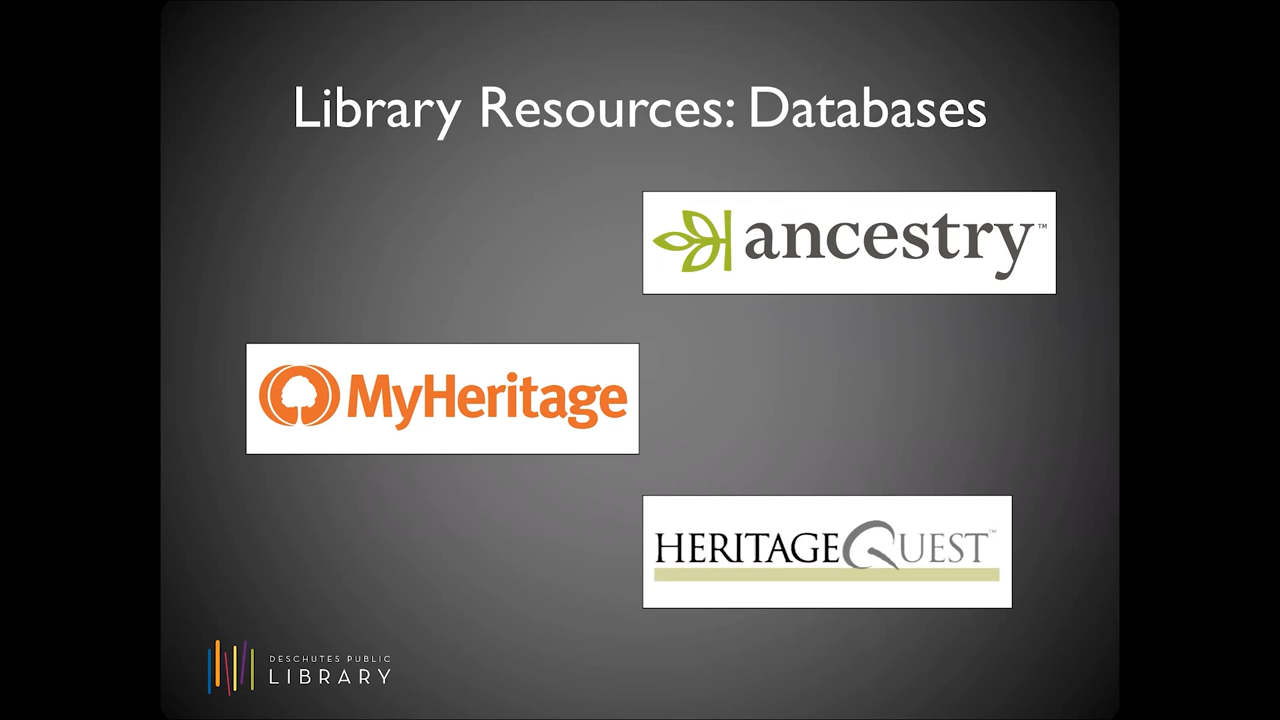 Library Resources: Databases
ancestry™
MyHeritage
HERITAGEQUEST™
DESCHUTES PUBLIC
LIBRARY